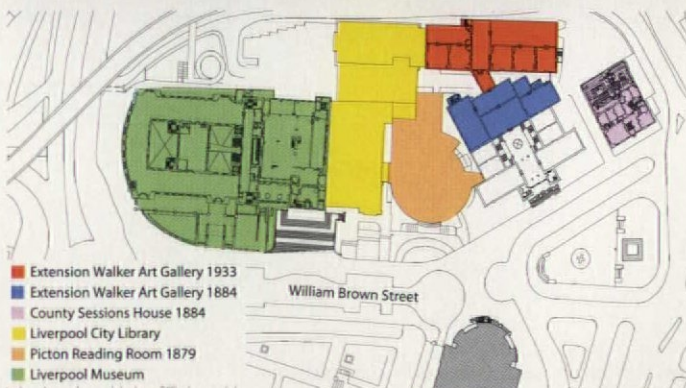 Extension Walker Art Gallery 1933
Extension Walker Art Gallery 1884
County Sessions House 1884
Liverpool City Library
Picton Reading Room 1879
Liverpool Museum
William Brown Street